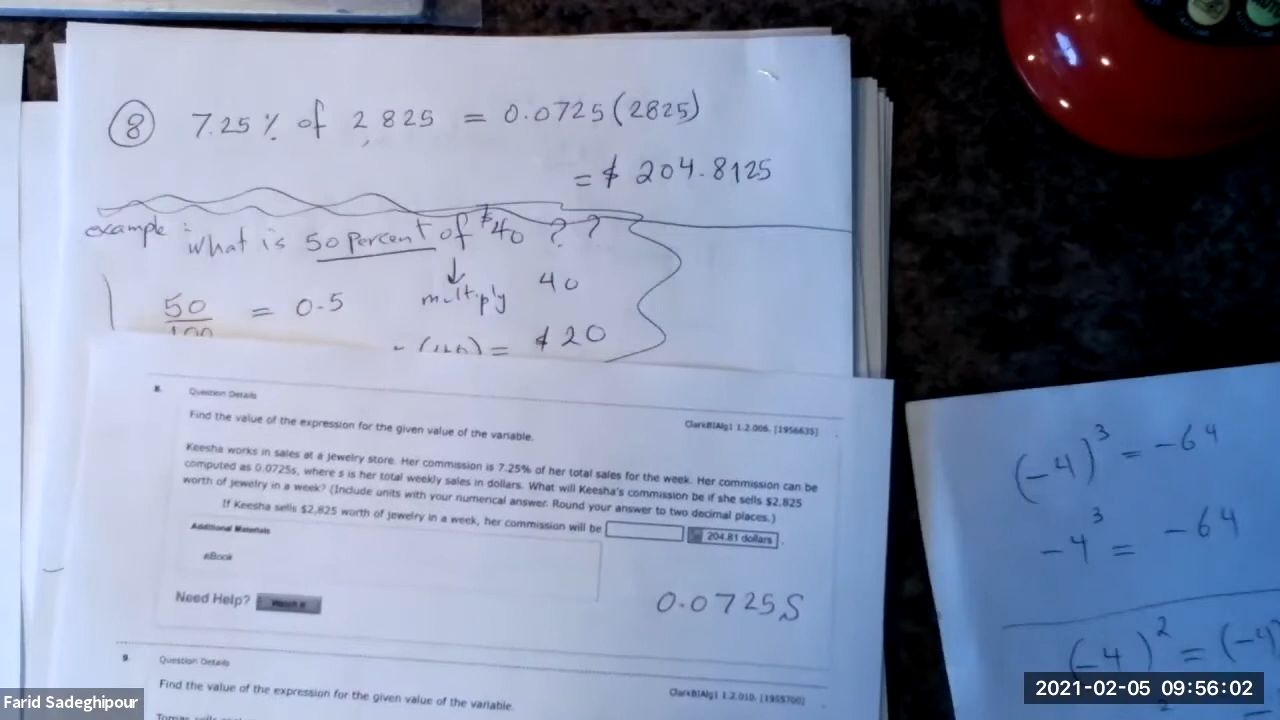 8 7.25% of 2,825 = 0.0725(2825)
= $ 204.8125
example: what is 50 percent of $40 ? ?
multiply 40
50/100 = 0.5
= $20
8. Question Details
ClarkBIAlg1 1.2.006. [1956635]
Find the value of the expression for the given value of the variable.
Keesha works in sales at a jewelry store. Her commission is 7.25% of her total sales for the week. Her commission can be
computed as 0.0725s, where s is her total weekly sales in dollars. What will Keesha's commission be if she sells $2,825
worth of jewelry in a week? (Include units with your numerical answer. Round your answer to two decimal places.)
If Keesha sells $2,825 worth of jewelry in a week, her commission will be 204.81 dollars.
Additional Materials
eBook
0.0725S
Need Help?
9. Question Details
ClarkBIAlg1 1.2.010. [1955700]
Find the value of the expression for the given value of the variable.
(-4)^3 = -64
-4^3 = -64
(-4)^2 = (-4
Farid Sadeghipour
2021-02-05 09:56:02